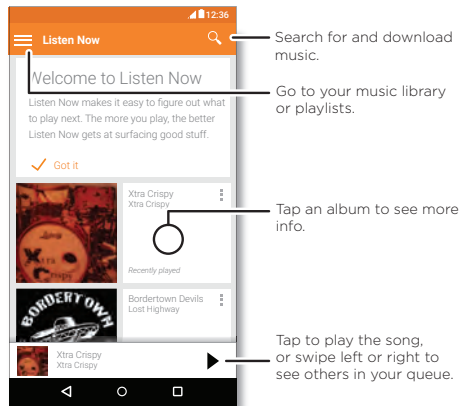 12:36
Listen Now
Search for and download
music.
Go to your music library
or playlists.
Welcome to Listen Now
Listen Now makes it easy to figure out what
to play next. The more you play, the better
Listen Now gets at surfacing good stuff.
Got it
Xtra Crispy
Xtra Crispy
Recently played
Xtra
Crispy
Tap an album to see more
info.
BORDERTOWN
Bordertown Devils
Lost Highway
Xtra Crispy
Xtra Crispy
Tap to play the song,
or swipe left or right to
see others in your queue.